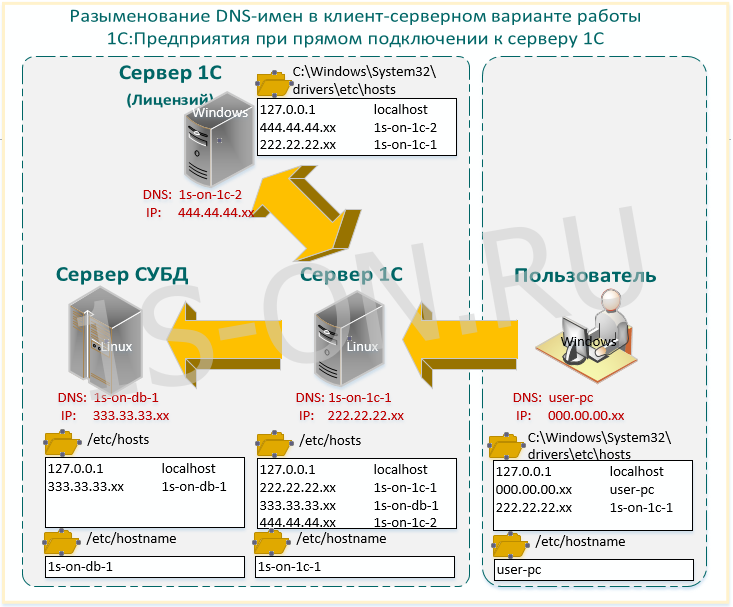 Разыменование DNS-имен в клиент-серверном варианте работы
1С:Предприятия при прямом подключении к серверу 1С
Сервер 1С
(Лицензий)
Windows
C:\Windows\System32\
drivers\etc\hosts
127.0.0.1 localhost
444.44.44.xx 1s-on-1c-2
222.22.22.xx 1s-on-1c-1
DNS: 1s-on-1c-2
IP: 444.44.44.xx
Сервер СУБД
Linux
DNS: 1s-on-db-1
IP: 333.33.33.xx
/etc/hosts
127.0.0.1 localhost
333.33.33.xx 1s-on-db-1
/etc/hostname
1s-on-db-1
Сервер 1С
Linux
DNS: 1s-on-1c-1
IP: 222.22.22.xx
/etc/hosts
127.0.0.1 localhost
222.22.22.xx 1s-on-1c-1
333.33.33.xx 1s-on-db-1
444.44.44.xx 1s-on-1c-2
/etc/hostname
1s-on-1c-1
Пользователь
Windows
DNS: user-pc
IP: 000.00.00.xx
C:\Windows\System32\
drivers\etc\hosts
127.0.0.1 localhost
000.00.00.xx user-pc
222.22.22.xx 1s-on-1c-1
/etc/hostname
user-pc
1S-ON.RU